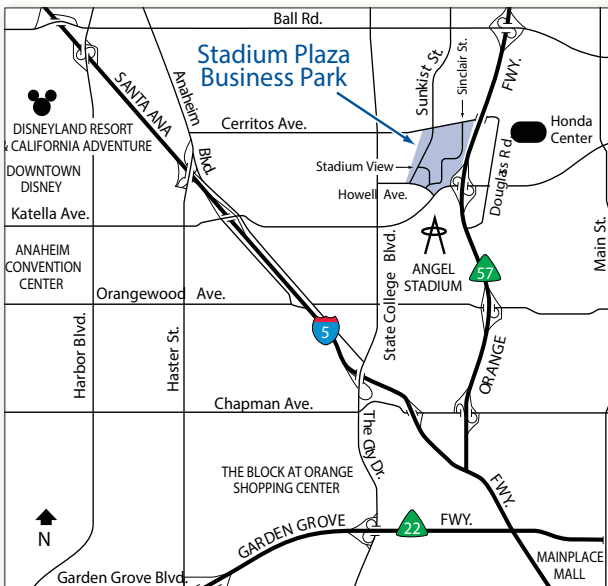 Ball Rd.
Stadium Plaza
Business Park
Sunkist St.
Sinclair St.
FWY.
SANTA ANA
Anaheim
Blvd.
DISNEYLAND RESORT
& CALIFORNIA ADVENTURE
Cerritos Ave.
Honda
Center
DOWNTOWN
DISNEY
Stadium View
Howell Ave.
Douglass Rd.
Katella Ave.
Main St.
ANAHEIM
CONVENTION
CENTER
State College Blvd.
ANGEL
STADIUM
57
Orangewood Ave.
5
Harbor Blvd.
Haster St.
ORANGE
Chapman Ave.
The City Dr.
THE BLOCK AT ORANGE
SHOPPING CENTER
FWY.
N
GARDEN GROVE
22
FWY.
MAINPLACE
MALL
Garden Grove Blvd.